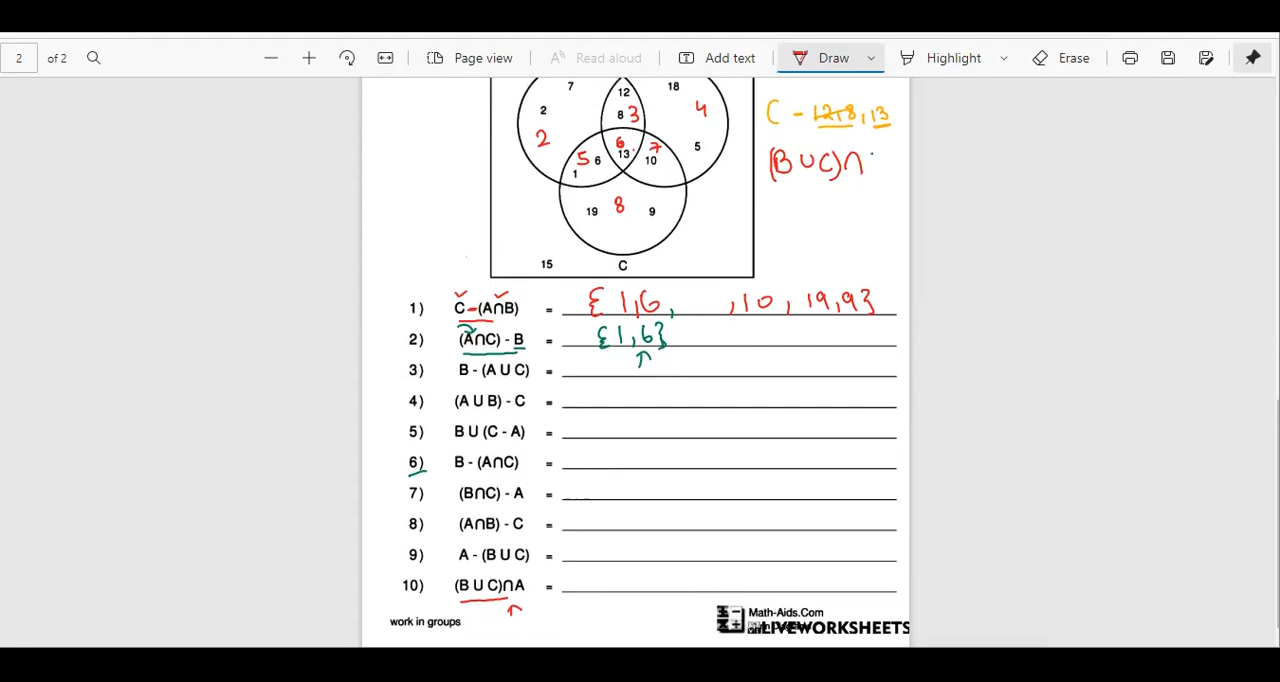 2 of 2 Page view Read aloud Add text Draw Highlight Erase
7 12 18
2 8 3 4 C - 12,8,13
2 6 5
5 6 13 7 10 (B U C)∩
1
19 8 9
15 C
1) C - (A∩B) = { 1,6, ,10, 19,9}
2) (A∩C) - B = {1,6}
3) B - (A U C) =
4) (A U B) - C =
5) B U (C - A) =
6) B - (A∩C) =
7) (B∩C) - A =
8) (A∩B) - C =
9) A - (B U C) =
10) (B U C)∩A =
work in groups Math-Aids.Com
LIVEWORKSHEETS